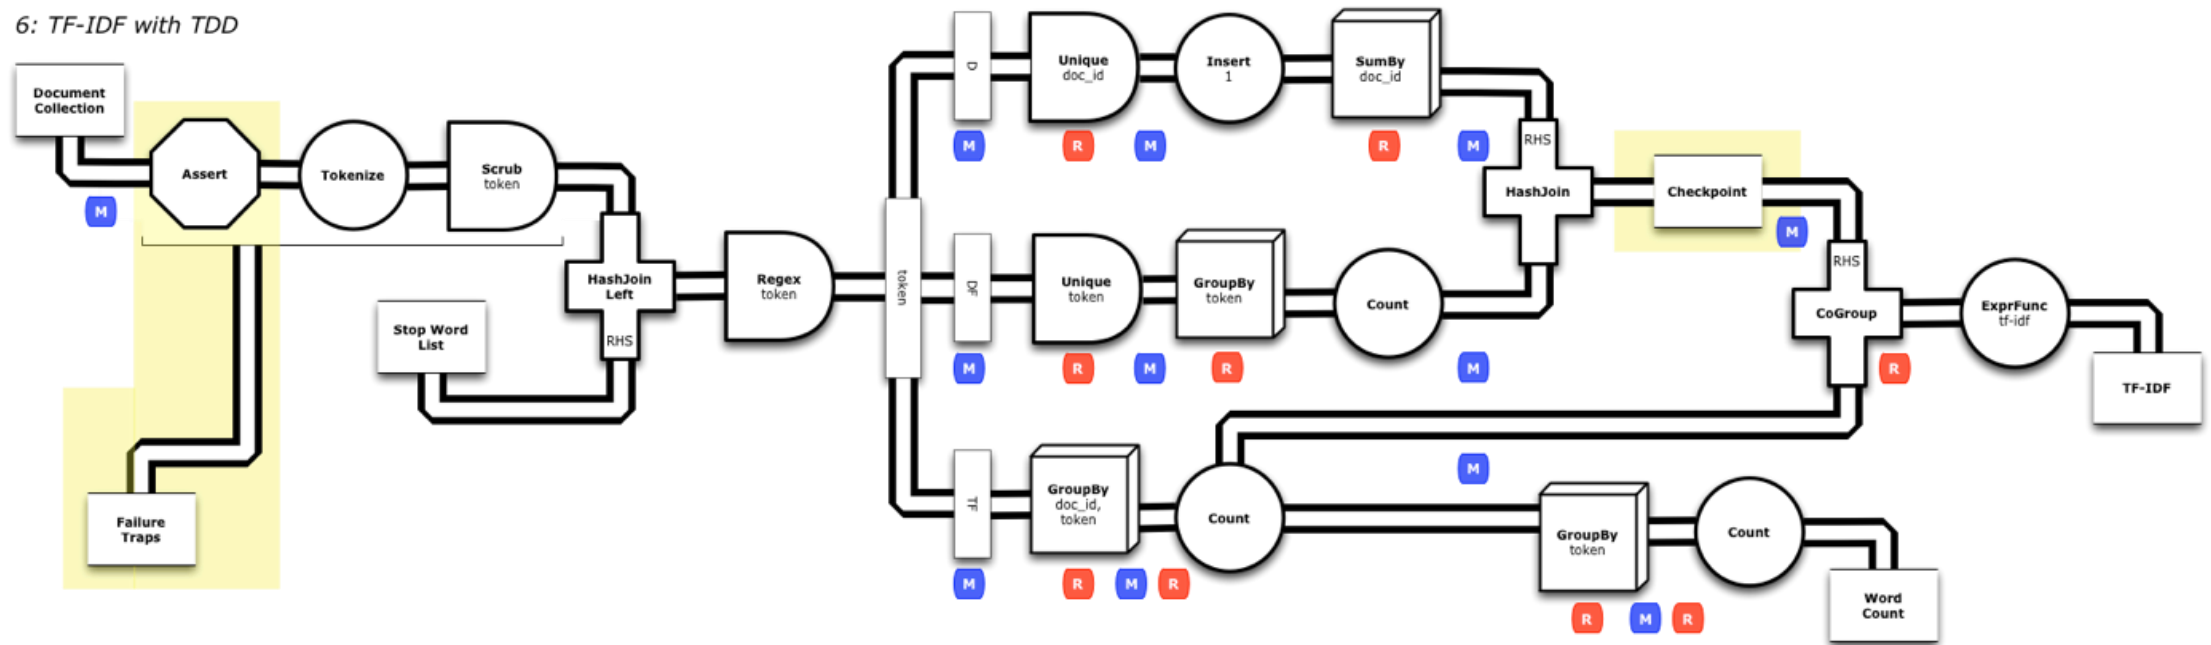 6: TF-IDF with TDD
Document
Collection
M
Assert
Tokenize
Scrub
token
HashJoin
Left
RHS
Stop Word
List
Failure
Traps
Regex
token
token
D
M
Unique
doc_id
R
M
Insert
1
SumBy
doc_id
R
M
DF
M
Unique
token
R
M
GroupBy
token
R
Count
M
RHS
HashJoin
Checkpoint
M
RHS
CoGroup
R
ExprFunc
tf-idf
TF-IDF
TF
M
GroupBy
doc_id,
token
R
M
R
Count
M
GroupBy
token
R
M
R
Count
Word
Count